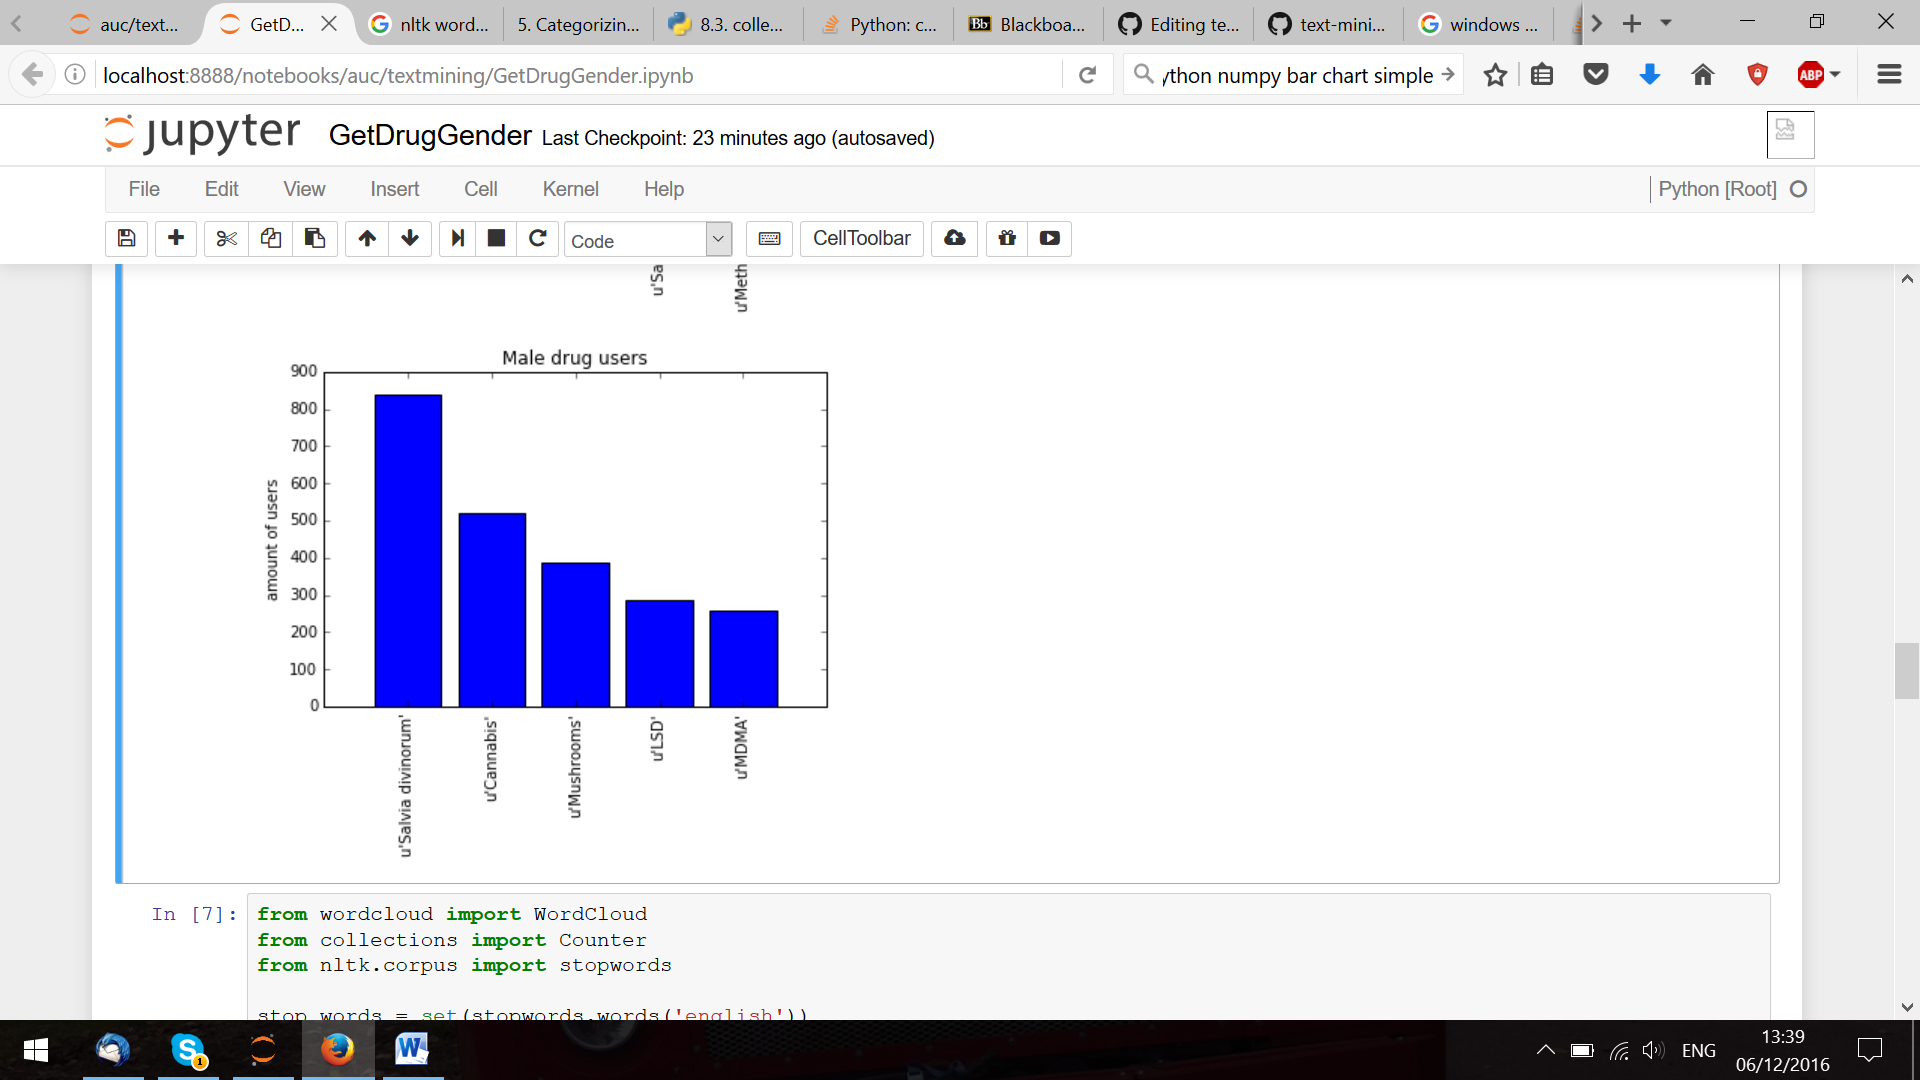 auc/text...
GetD...
nltk word...
5. Categorizin...
8.3. colle...
Python: c...
Bb Blackboa...
Editing te...
text-mini...
windows ...
localhost:8888/notebooks/auc/textmining/GetDrugGender.ipynb
ython numpy bar chart simple
ABP
jupyter GetDrugGender Last Checkpoint: 23 minutes ago (autosaved)
File Edit View Insert Cell Kernel Help Python [Root]
Code CellToolbar
u'Sa
u'Meth
Male drug users
amount of users
900
800
700
600
500
400
300
200
100
0
u'Salvia divinorum'
u'Cannabis'
u'Mushrooms'
u'LSD'
u'MDMA'
In [7]:
from wordcloud import WordCloud
from collections import Counter
from nltk.corpus import stopwords
stop_words = set(stopwords.words('english'))
1
W
ENG
13:39
06/12/2016